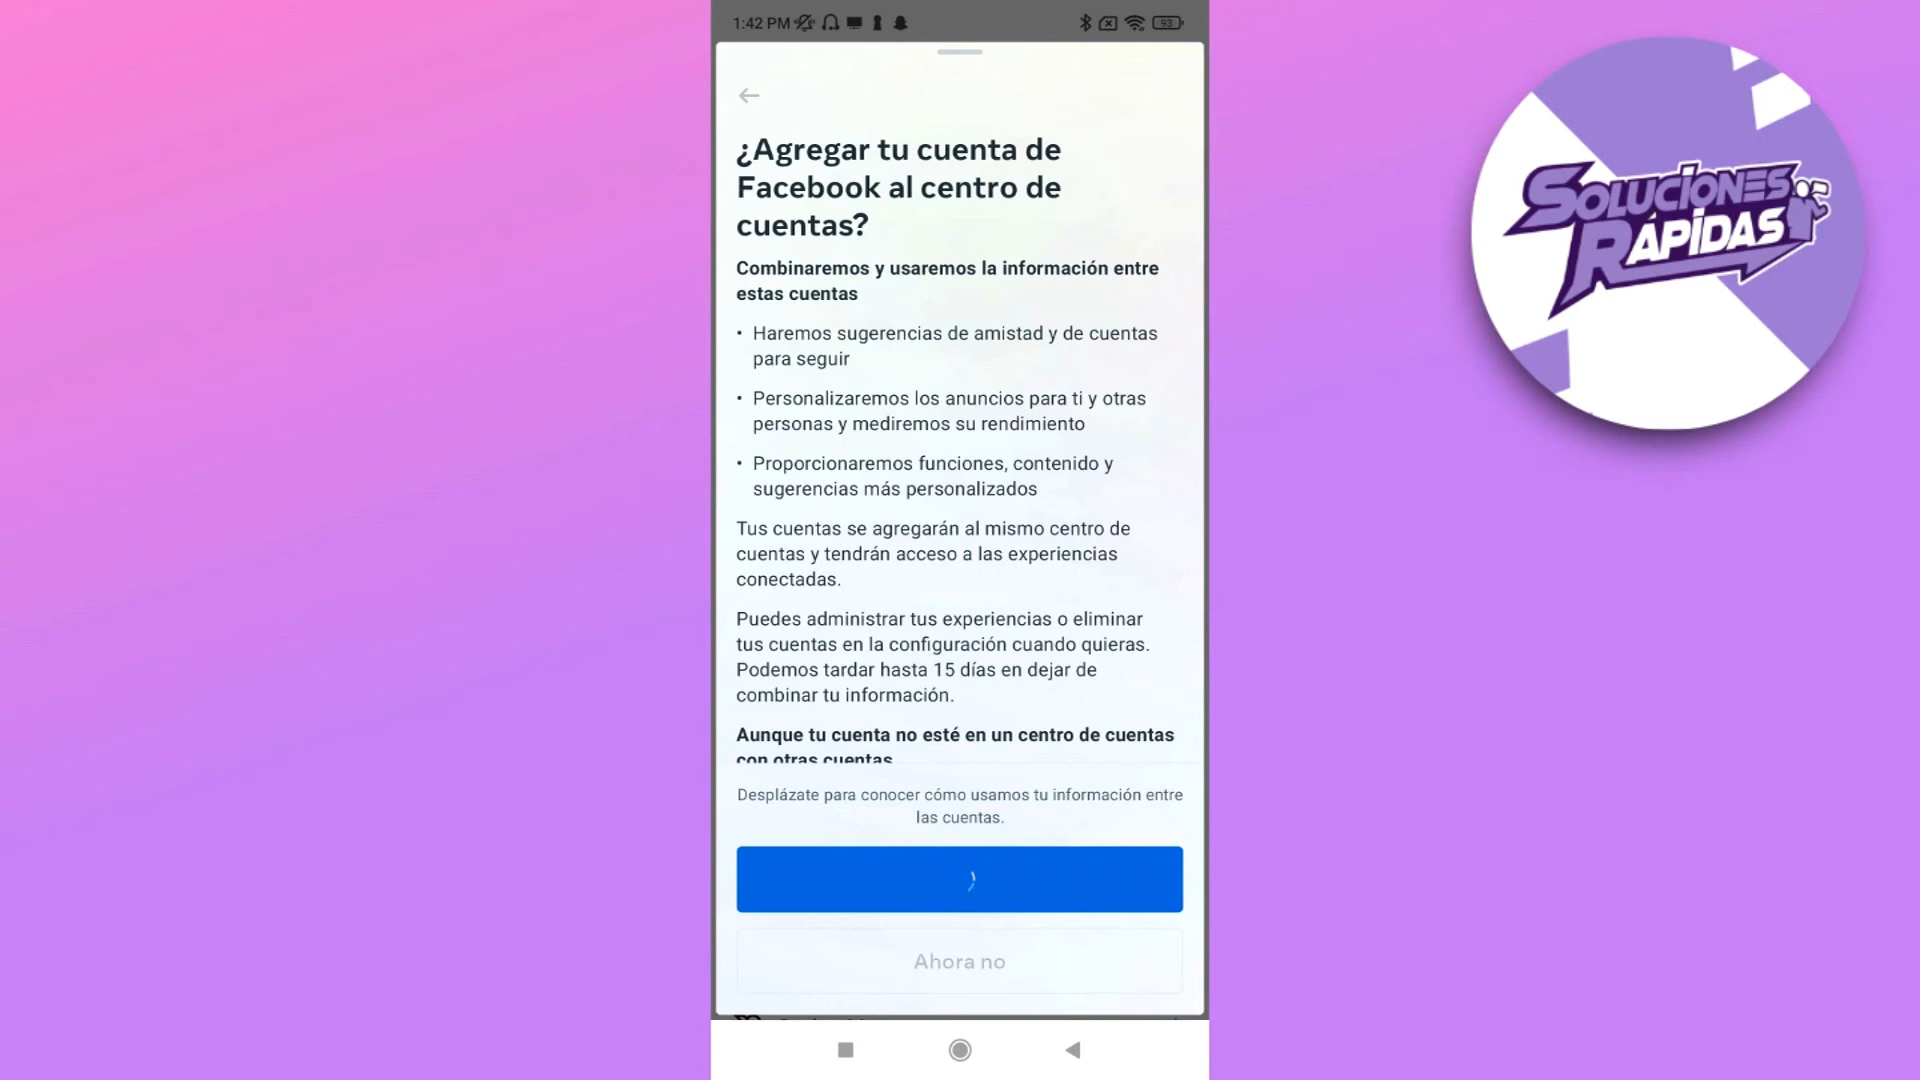 1:42 PM
93
¿Agregar tu cuenta de
Facebook al centro de
cuentas?
Combinaremos y usaremos la información entre
estas cuentas
• Haremos sugerencias de amistad y de cuentas
para seguir
• Personalizaremos los anuncios para ti y otras
personas y mediremos su rendimiento
• Proporcionaremos funciones, contenido y
sugerencias más personalizados
Tus cuentas se agregarán al mismo centro de
cuentas y tendrán acceso a las experiencias
conectadas.
Puedes administrar tus experiencias o eliminar
tus cuentas en la configuración cuando quieras.
Podemos tardar hasta 15 días en dejar de
combinar tu información.
Aunque tu cuenta no esté en un centro de cuentas
con otras cuentas
Desplázate para conocer cómo usamos tu información entre
las cuentas.
Ahora no
SOLUCIONES
RÁPIDAS